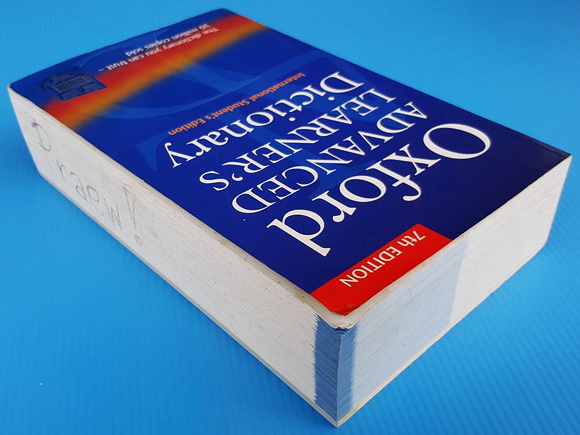 Oxford
ADVANCED
LEARNER'S
Dictionary
International Student's Edition
7th EDITION
The dictionary you can trust –
30 million copies sold